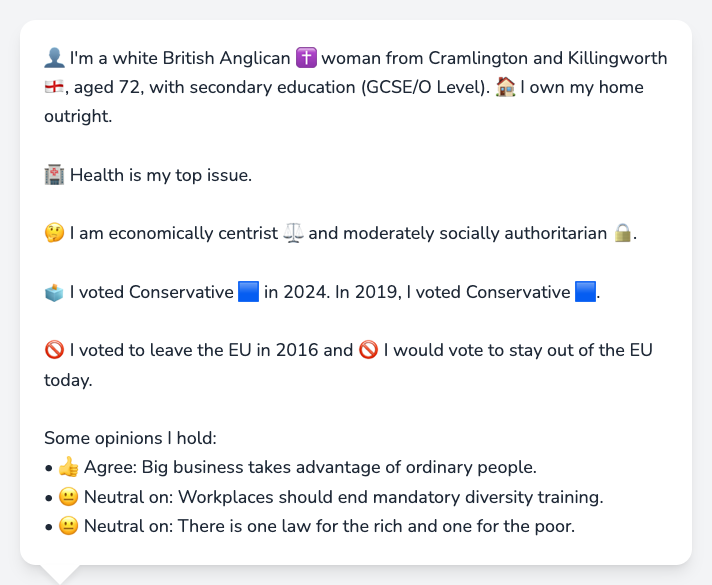 👤 I'm a white British Anglican ✝️ woman from Cramlington and Killingworth
🏴󠁧󠁢󠁥󠁮󠁧󠁿, aged 72, with secondary education (GCSE/O Level). 🏠 I own my home
outright.
🏥 Health is my top issue.
🤔 I am economically centrist ⚖️ and moderately socially authoritarian 🔒.
🗳️ I voted Conservative 🟦 in 2024. In 2019, I voted Conservative 🟦.
🚫 I voted to leave the EU in 2016 and 🚫 I would vote to stay out of the EU
today.
Some opinions I hold:
• 👍 Agree: Big business takes advantage of ordinary people.
• 😐 Neutral on: Workplaces should end mandatory diversity training.
• 😐 Neutral on: There is one law for the rich and one for the poor.